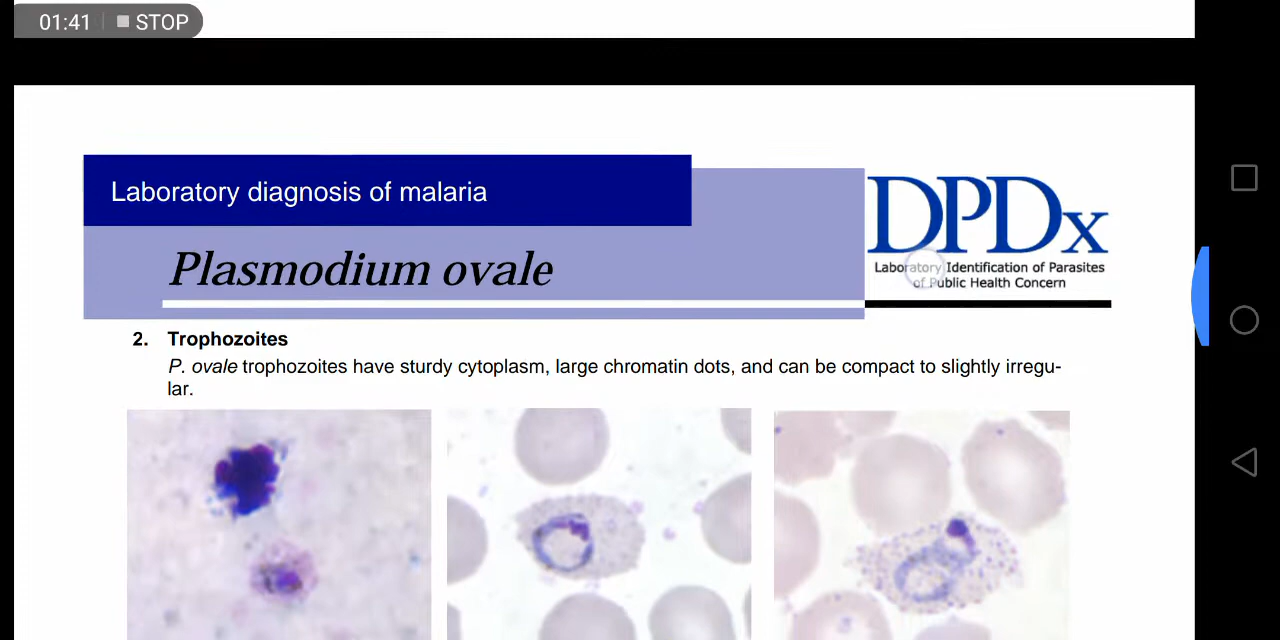 01:41 STOP
Laboratory diagnosis of malaria
Plasmodium ovale
DPDx
Laboratory Identification of Parasites
of Public Health Concern
2. Trophozoites
P. ovale trophozoites have sturdy cytoplasm, large chromatin dots, and can be compact to slightly irregu-
lar.